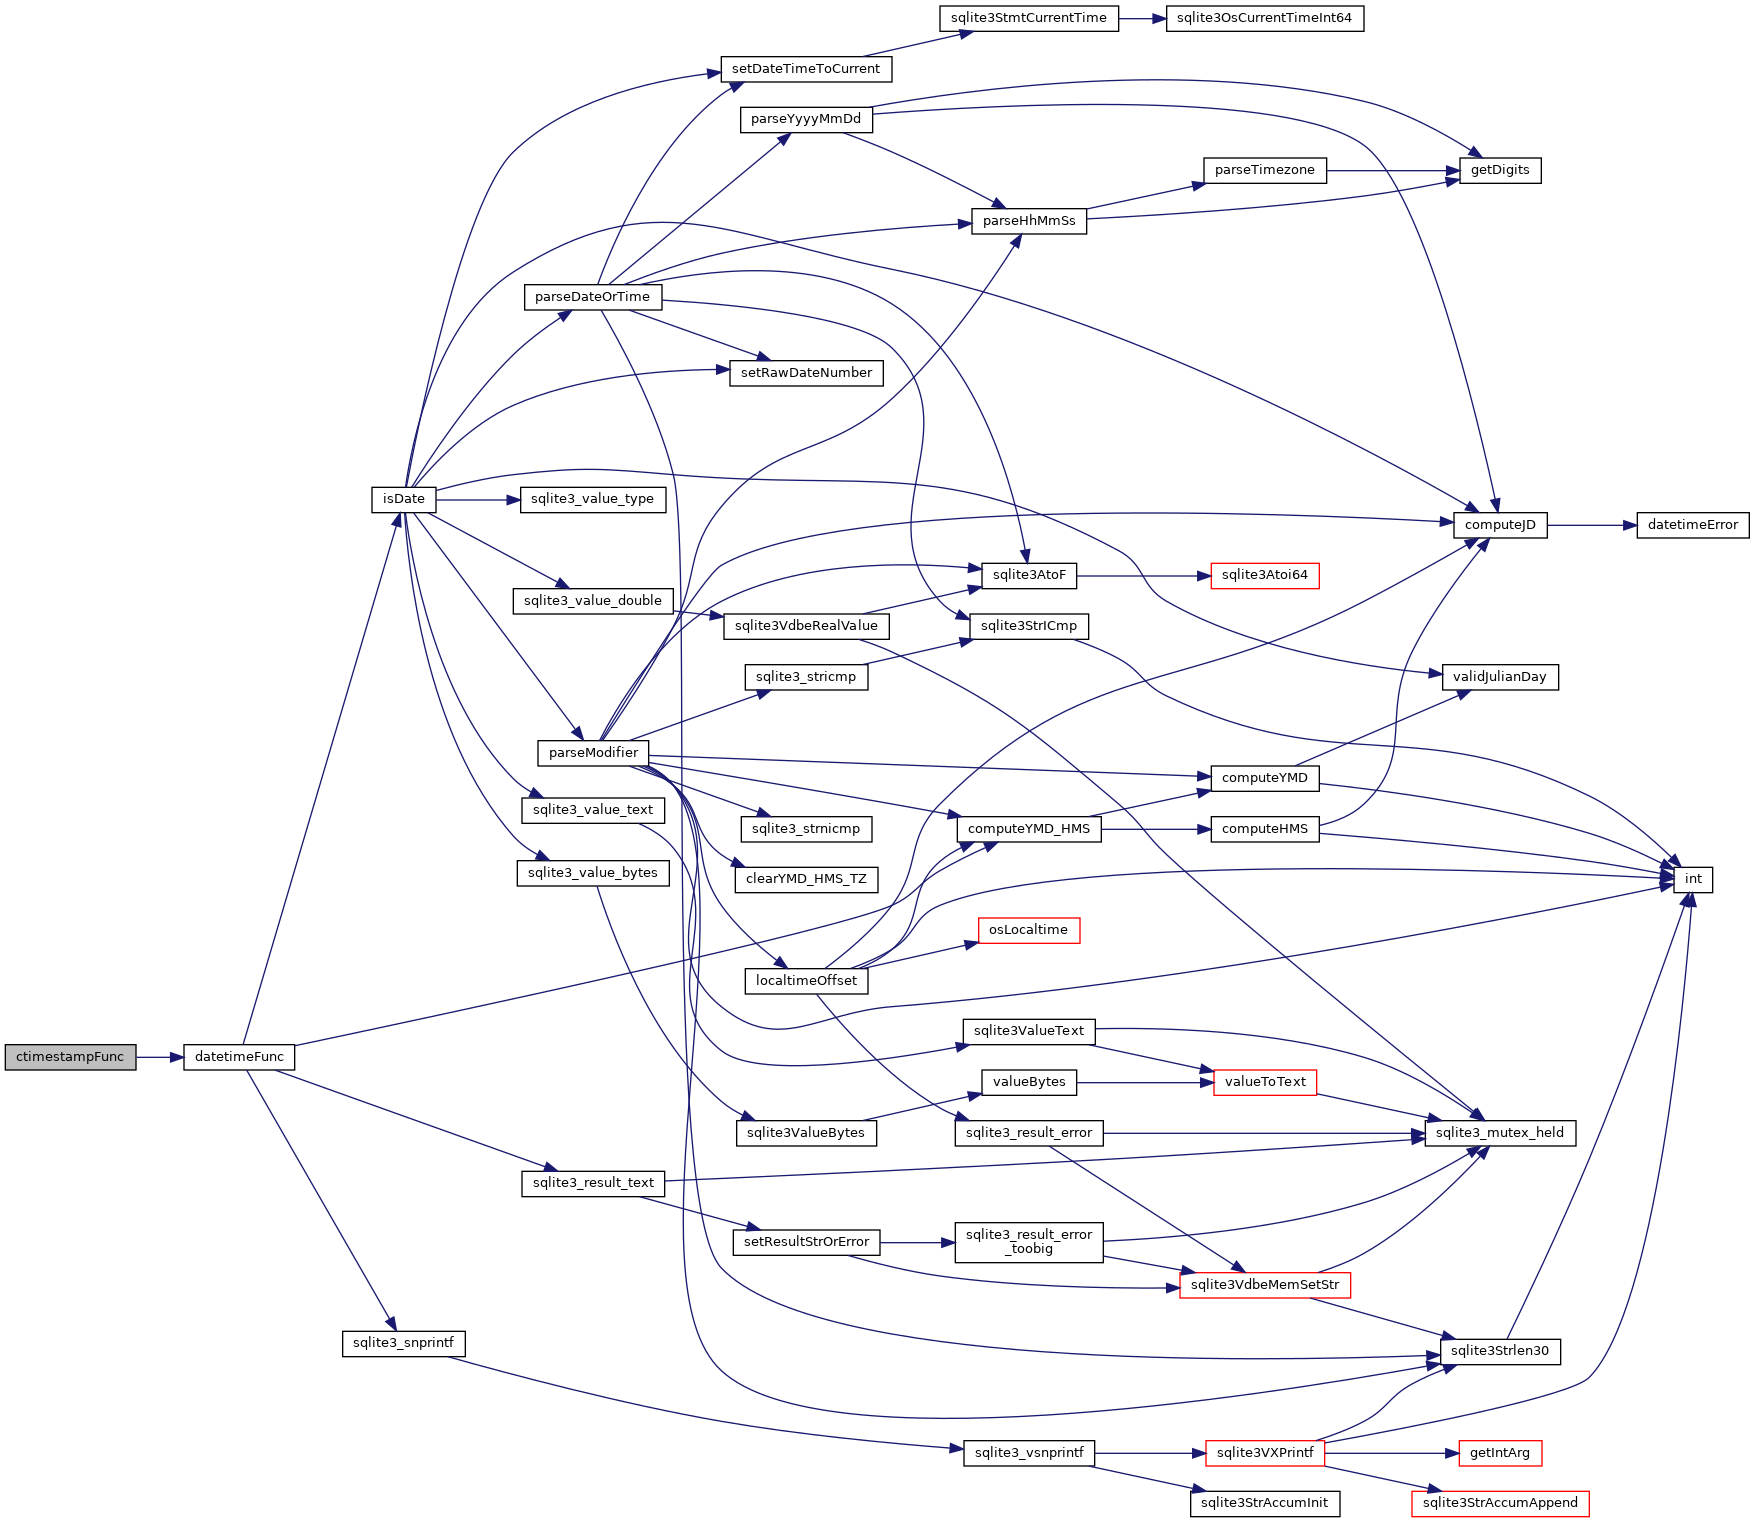 sqlite3StmtCurrentTime
sqlite3OsCurrentTimeInt64
setDateTimeToCurrent
parseYyyyMmDd
parseTimezone
getDigits
parseHhMmSs
parseDateOrTime
setRawDateNumber
isDate
sqlite3_value_type
computeJD
datetimeError
sqlite3AtoF
sqlite3Atoi64
sqlite3_value_double
sqlite3VdbeRealValue
sqlite3StrICmp
sqlite3_stricmp
validJulianDay
parseModifier
computeYMD
sqlite3_value_text
sqlite3_strnicmp
computeYMD_HMS
computeHMS
sqlite3_value_bytes
clearYMD_HMS_TZ
int
osLocaltime
localtimeOffset
sqlite3ValueText
ctimestampFunc
datetimeFunc
valueBytes
valueToText
sqlite3ValueBytes
sqlite3_result_error
sqlite3_mutex_held
sqlite3_result_text
setResultStrOrError
sqlite3_result_error
_toobig
sqlite3VdbeMemSetStr
sqlite3_snprintf
sqlite3Strlen30
sqlite3_vsnprintf
sqlite3VXPrintf
getIntArg
sqlite3StrAccumInit
sqlite3StrAccumAppend